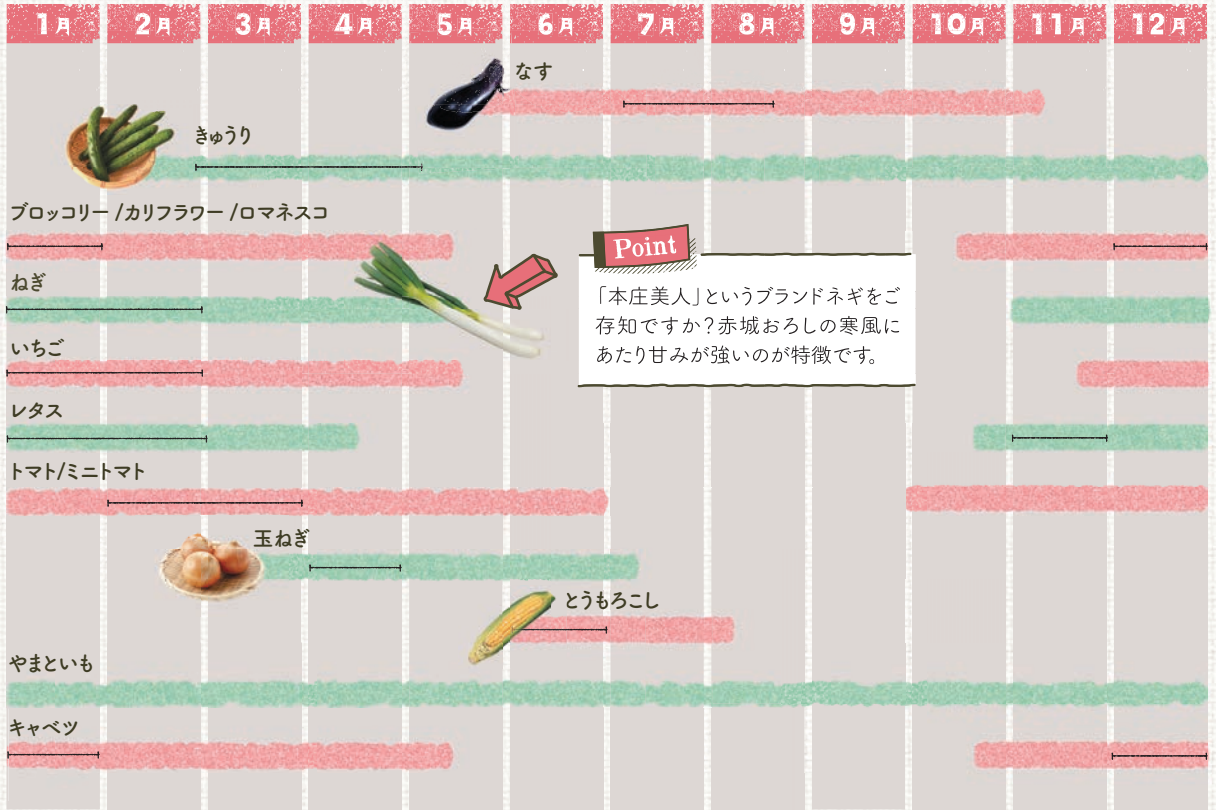 1月 2月 3月 4月 5月 6月 7月 8月 9月 10月 11月 12月
なす
きゅうり
ブロッコリー /カリフラワー /ロマネスコ
Point
ねぎ
「本庄美人」というブランドネギをご
存知ですか?赤城おろしの寒風に
あたり甘みが強いのが特徴です。
いちご
レタス
トマト/ミニトマト
玉ねぎ
とうもろこし
やまといも
キャベツ